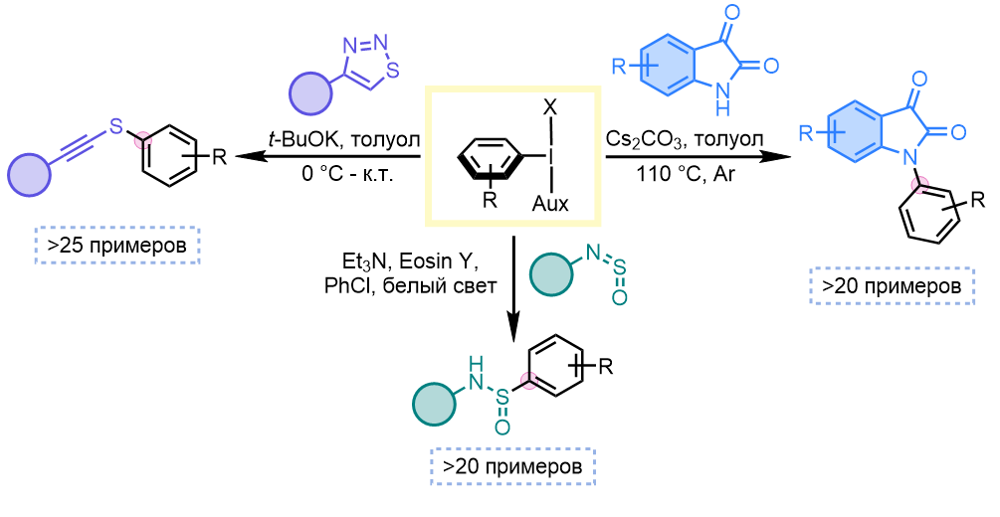 N=N
S
S
R
t-BuOK, толуол
0 °C - к.т.
>25 примеров
X
I
R
Aux
O
O
R
N
H
Cs2CO3, толуол
110 °C, Ar
O
O
R
N
R
>20 примеров
Et3N, Eosin Y,
PhCl, белый свет
N
S
O
H
N
S
O
R
>20 примеров